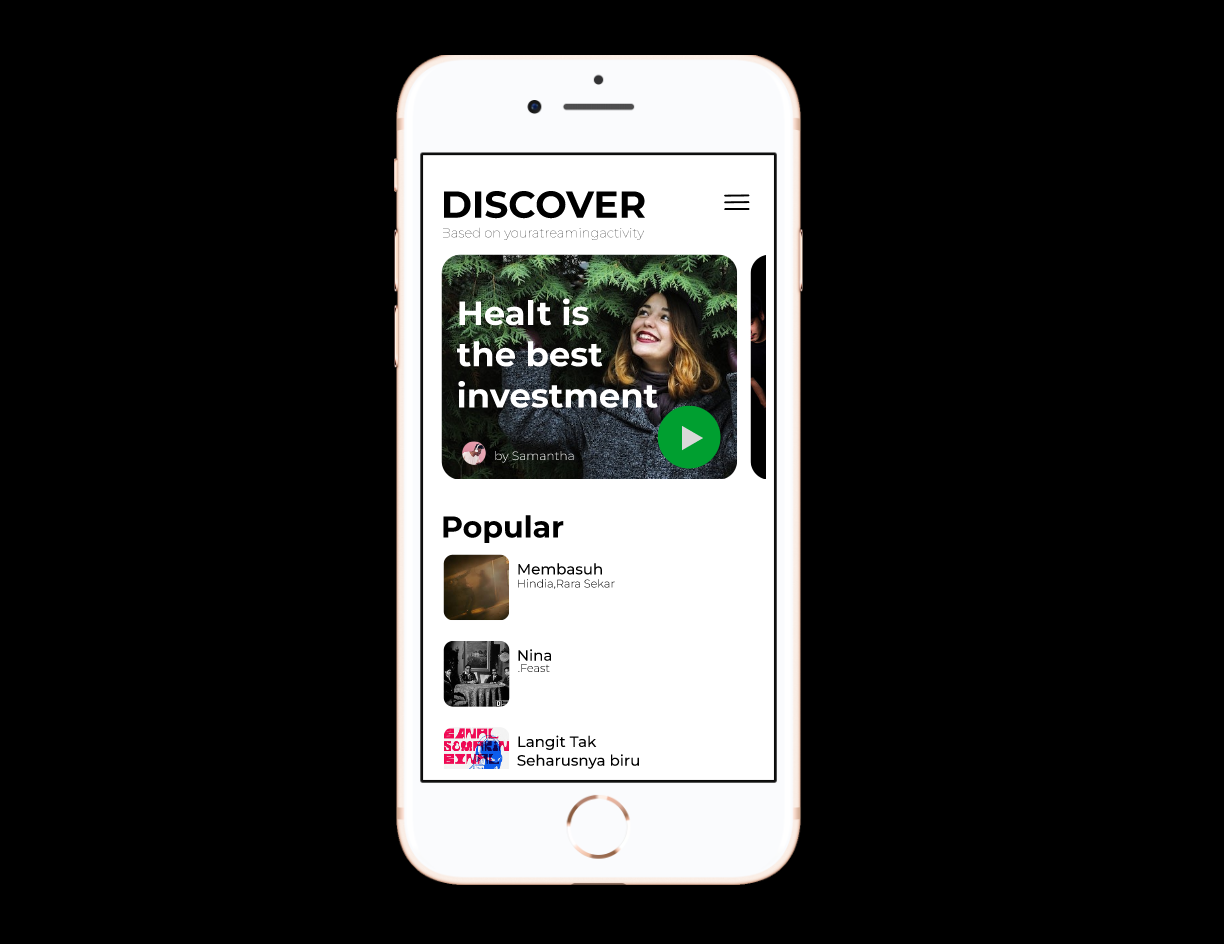 DISCOVER
Based on youratreamingactivity
Healt is
the best
investment
by Samantha
Popular
Membasuh
Hindia,Rara Sekar
Nina
.Feast
Langit Tak
Seharusnya biru